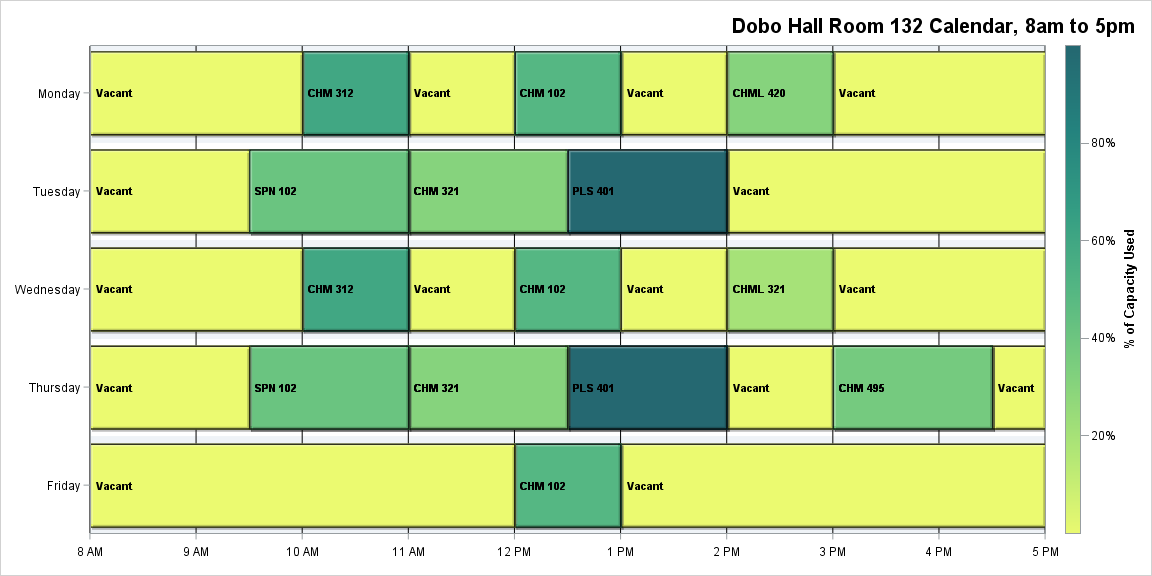 Dobo Hall Room 132 Calendar, 8am to 5pm
Monday
Vacant
CHM 312
Vacant
CHM 102
Vacant
CHML 420
Vacant
Tuesday
Vacant
SPN 102
CHM 321
PLS 401
Vacant
Wednesday
Vacant
CHM 312
Vacant
CHM 102
Vacant
CHML 321
Vacant
Thursday
Vacant
SPN 102
CHM 321
PLS 401
Vacant
CHM 495
Vacant
Friday
Vacant
CHM 102
Vacant
8 AM
9 AM
10 AM
11 AM
12 PM
1 PM
2 PM
3 PM
4 PM
5 PM
80%
60%
40%
20%
% of Capacity Used